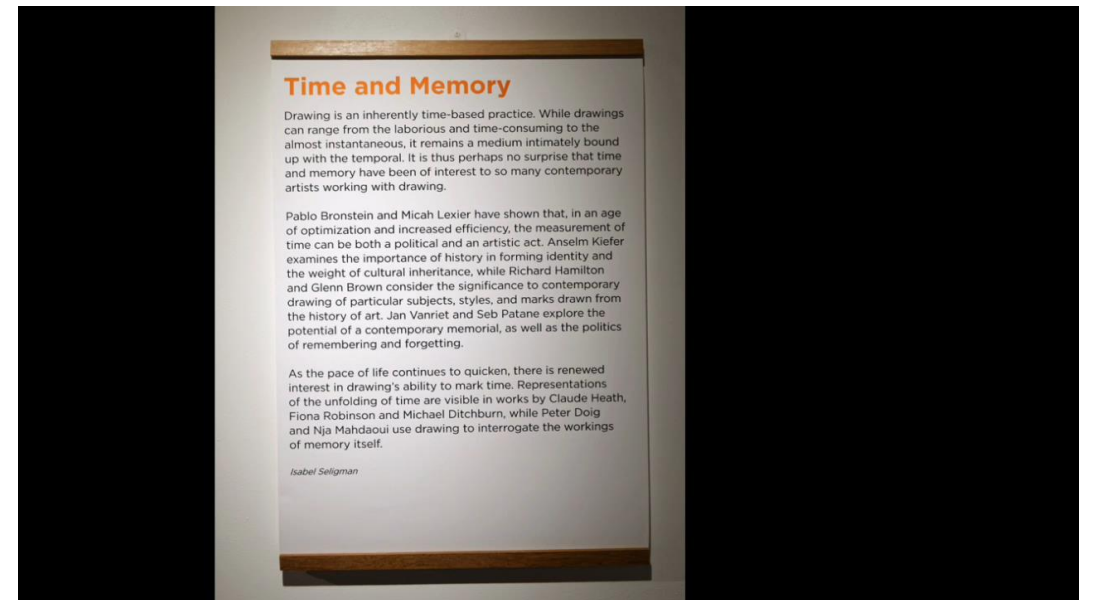 Time and Memory
Drawing is an inherently time-based practice. While drawings
can range from the laborious and time-consuming to the
almost instantaneous, it remains a medium intimately bound
up with the temporal. It is thus perhaps no surprise that time
and memory have been of interest to so many contemporary
artists working with drawing.
Pablo Bronstein and Micah Lexier have shown that, in an age
of optimization and increased efficiency, the measurement of
time can be both a political and an artistic act. Anselm Kiefer
examines the importance of history in forming identity and
the weight of cultural inheritance, while Richard Hamilton
and Glenn Brown consider the significance to contemporary
drawing of particular subjects, styles, and marks drawn from
the history of art. Jan Vanriet and Seb Patane explore the
potential of a contemporary memorial, as well as the politics
of remembering and forgetting.
As the pace of life continues to quicken, there is renewed
interest in drawing's ability to mark time. Representations
of the unfolding of time are visible in works by Claude Heath,
Fiona Robinson and Michael Ditchburn, while Peter Doig
and Nja Mahdaoui use drawing to interrogate the workings
of memory itself.
Isabel Seligman